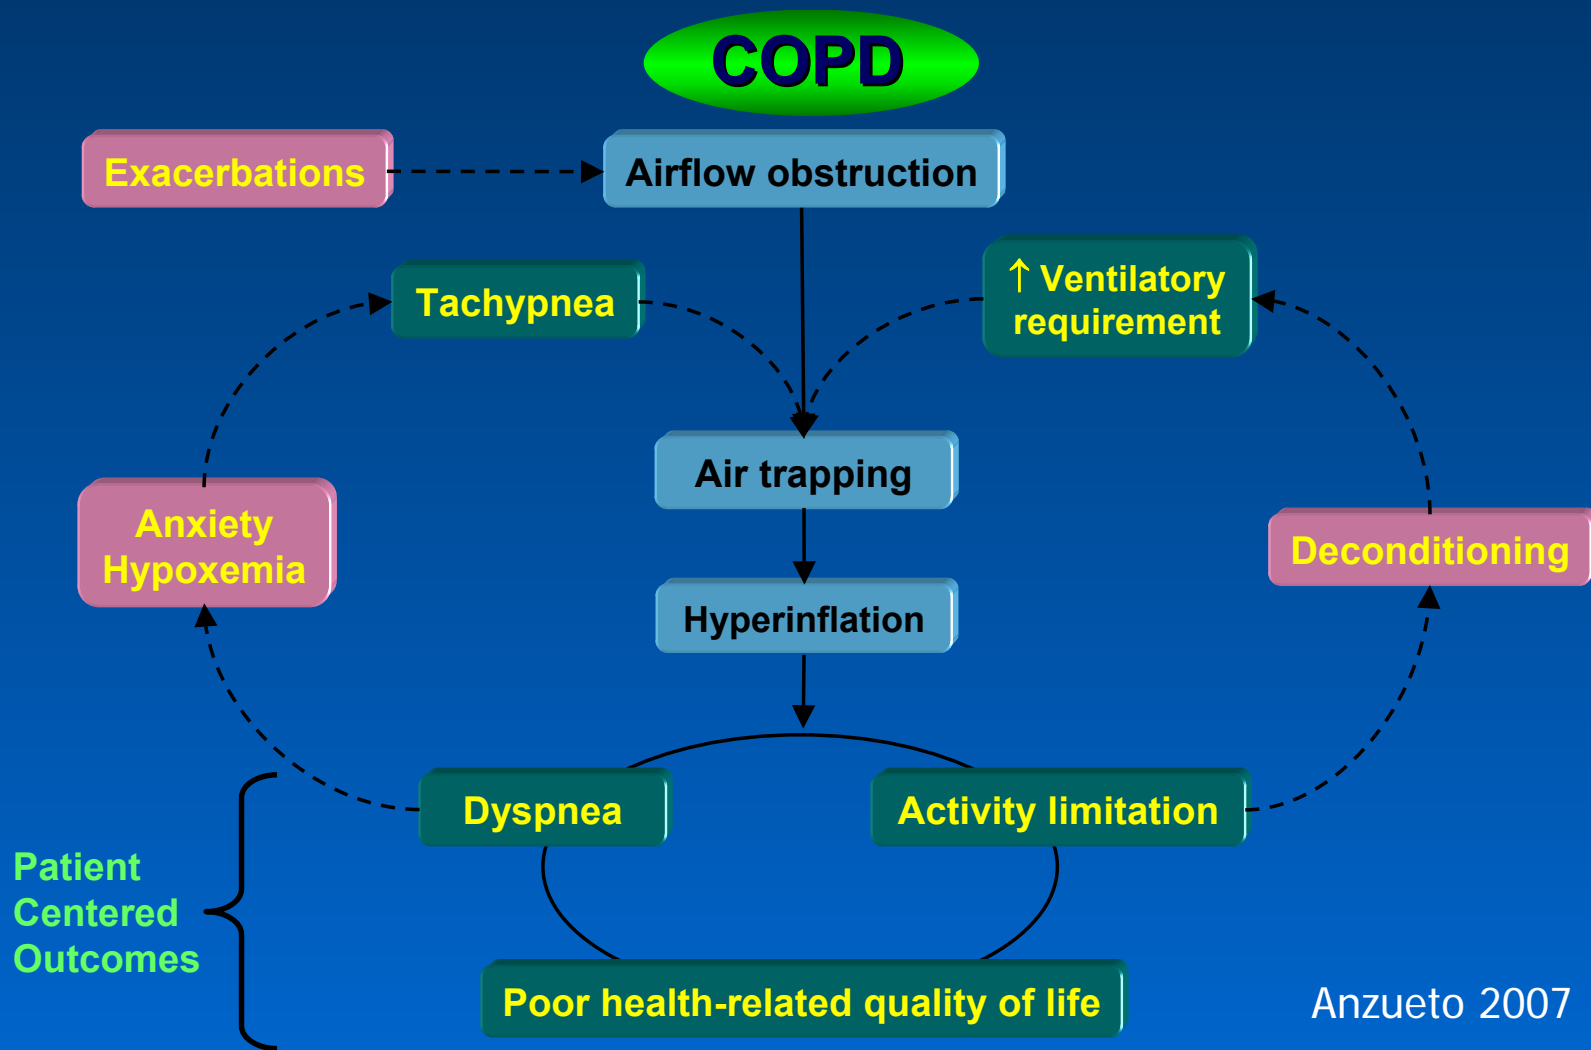 COPD
Exacerbations
Airflow obstruction
Tachypnea
↑ Ventilatory
requirement
Air trapping
Anxiety
Hypoxemia
Deconditioning
Hyperinflation
Dyspnea
Activity limitation
Patient
Centered
Outcomes
Poor health-related quality of life
Anzueto 2007